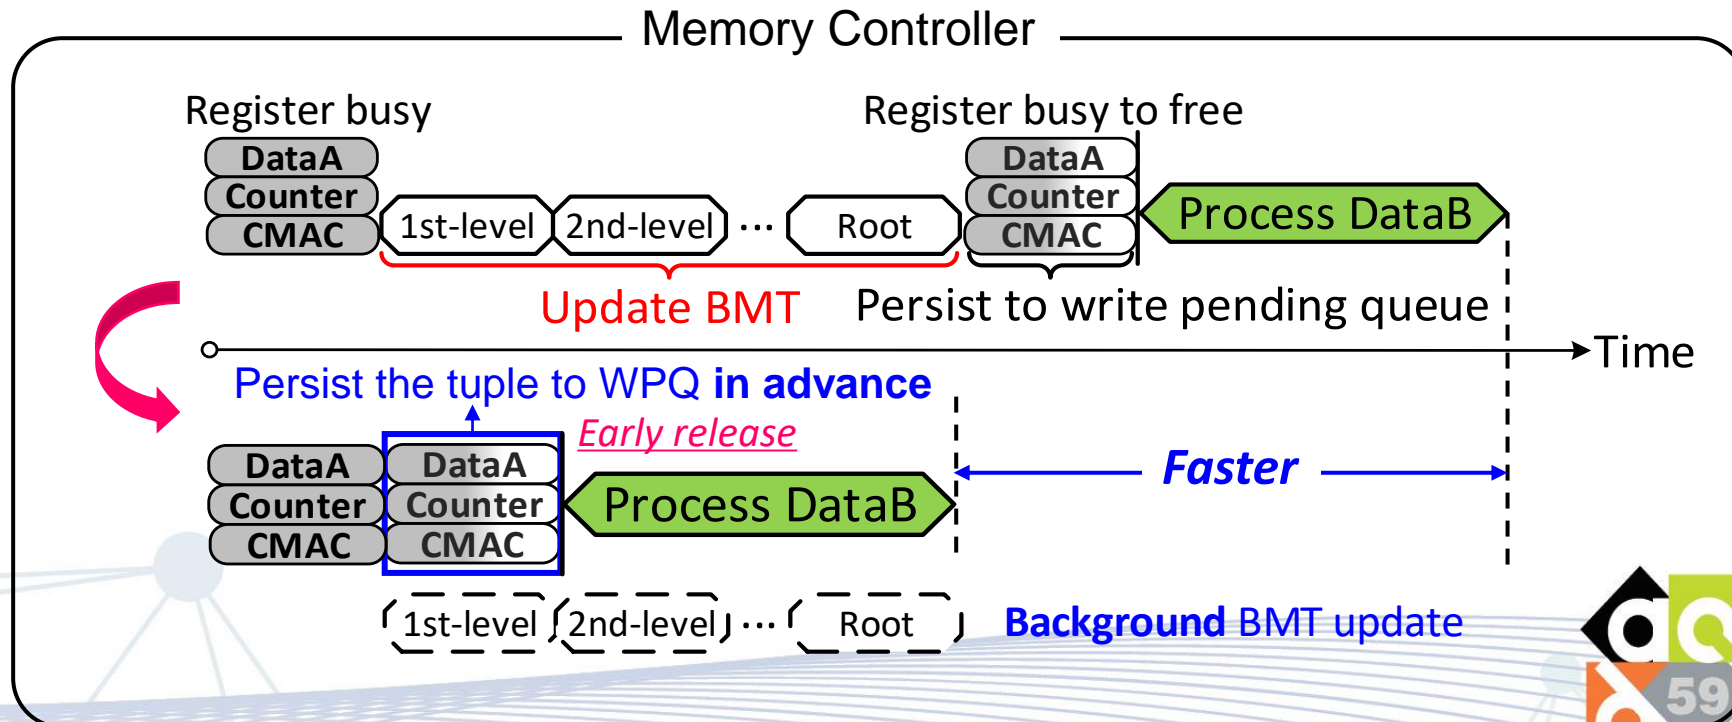 Memory Controller
Register busy
Register busy to free
DataA
Counter
CMAC
1st-level
2nd-level
...
Root
DataA
Counter
CMAC
Process DataB
Update BMT
Persist to write pending queue
Time
Persist the tuple to WPQ in advance
Early release
DataA
Counter
CMAC
DataA
Counter
CMAC
Process DataB
Faster
1st-level
2nd-level
...
Root
Background BMT update
59